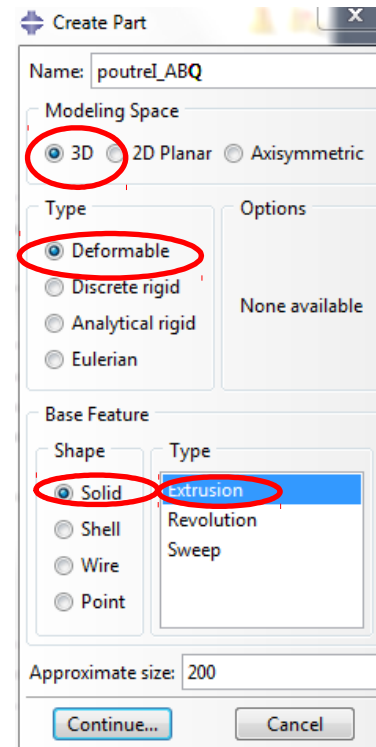 Create Part
X
Name: poutreI_ABQ
Modeling Space
3D 2D Planar Axisymmetric
Type Options
Deformable
Discrete rigid
None available
Analytical rigid
Eulerian
Base Feature
Shape Type
Solid Extrusion
Shell Revolution
Wire Sweep
Point
Approximate size: 200
Continue... Cancel